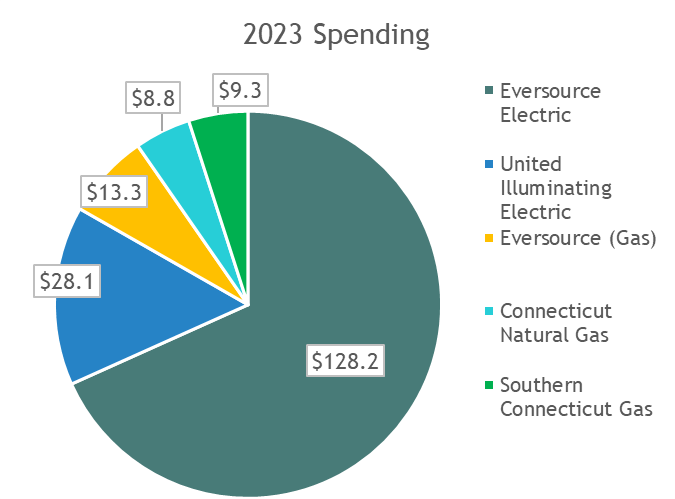 2023 Spending
$9.3
$8.8
$13.3
$28.1
$128.2
Eversource
Electric
United
Illuminating
Electric
Eversource (Gas)
Connecticut
Natural Gas
Southern
Connecticut Gas